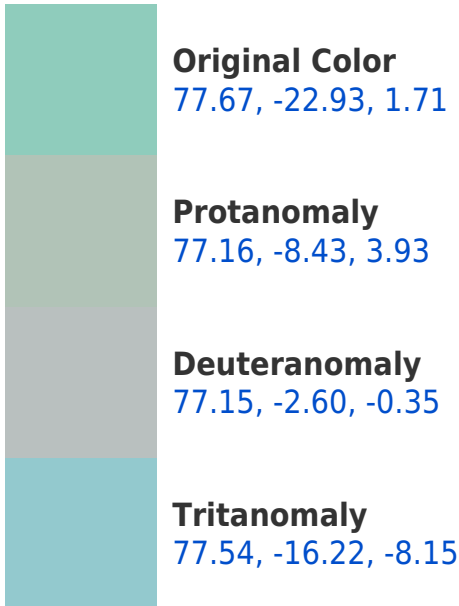 Original Color
77.67, -22.93, 1.71
Protanomaly
77.16, -8.43, 3.93
Deuteranomaly
77.15, -2.60, -0.35
Tritanomaly
77.54, -16.22, -8.15